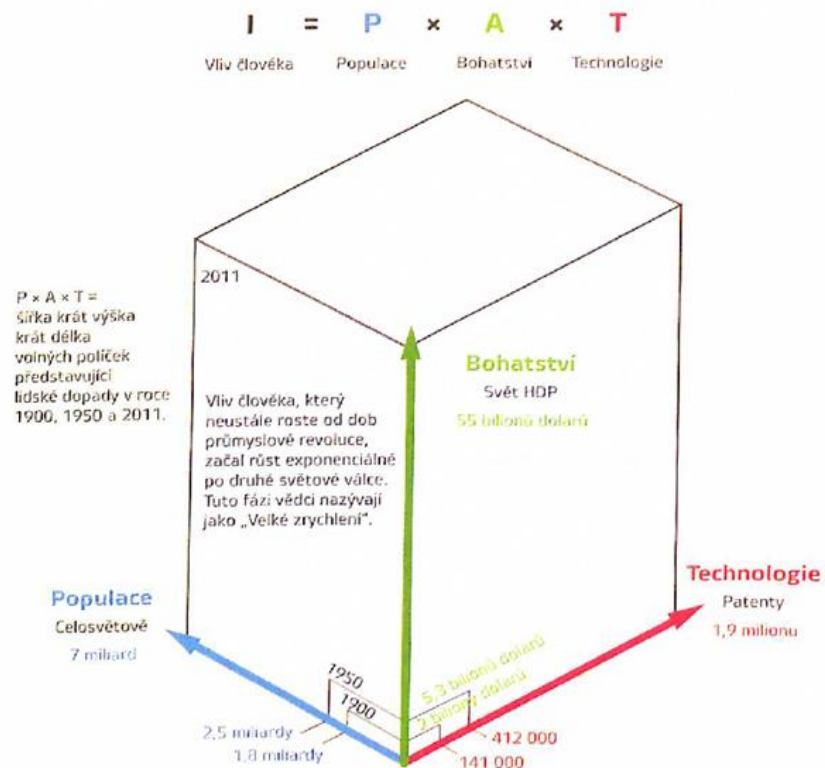 I = P × A × T
Vliv člověka Populace Bohatství Technologie
2011
P × A × T =
šířka krát výška
krát délka
volných políček
představující
lidské dopady v roce
1900, 1950 a 2011.
Vliv člověka, který
neustále roste od dob
průmyslové revoluce,
začal růst exponenciálně
po druhé světové válce.
Tuto fázi vědci nazývají
jako „Velké zrychlení“.
Bohatství
Svět HDP
55 bilionů dolarů
Populace
Celosvětově
7 miliard
Technologie
Patenty
1,9 milionu
1950
1900
5,3 bilionů dolarů
2 biliony dolarů
2,5 miliardy
1,8 miliardy
412 000
141 000